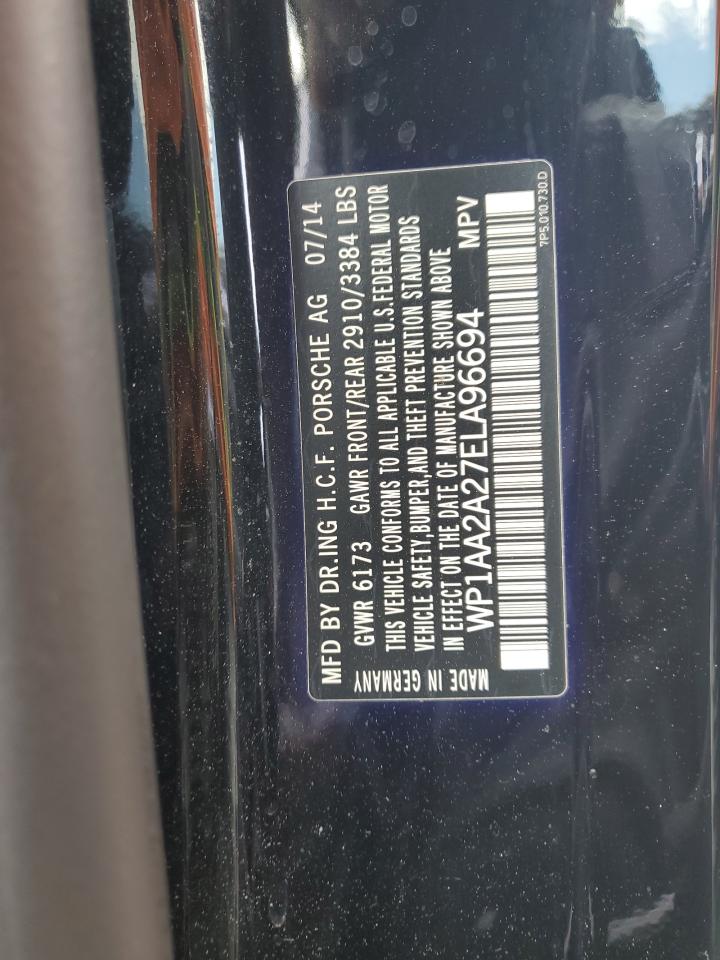 MFD BY DR.ING H.C.F. PORSCHE AG 07/14
GVWR 6173 GAWR FRONT/REAR 2910/3384 LBS
THIS VEHICLE CONFORMS TO ALL APPLICABLE U.S.FEDERAL MOTOR
VEHICLE SAFETY,BUMPER,AND THEFT PREVENTION STANDARDS
IN EFFECT ON THE DATE OF MANUFACTURE SHOWN ABOVE
WP1AA2A27ELA96694 MPV
MADE IN GERMANY
7P5.010.730.D